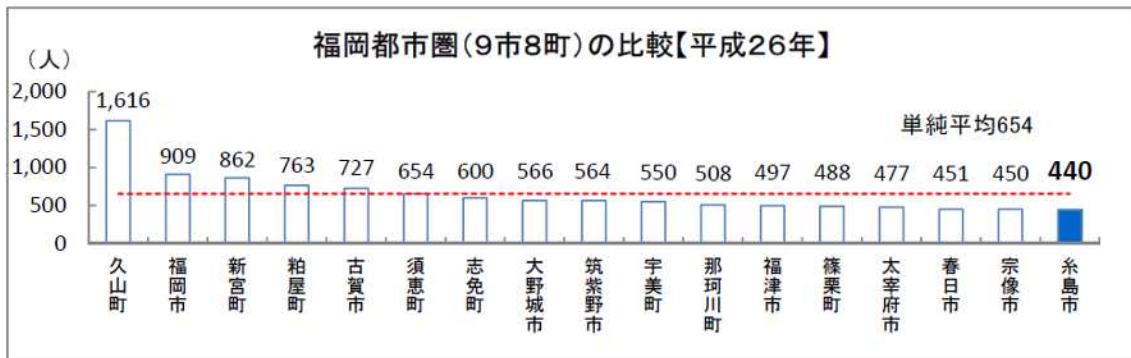 福岡都市圏(9市8町)の比較【平成26年】
(人)
2,000
1,500
1,000
500
0
1,616
909
862
763
727
654
600
566
564
550
508
497
488
477
451
450
440
単純平均654
久山町
福岡市
新宮町
粕屋町
古賀市
須恵町
志免町
大野城市
筑紫野市
宇美町
那珂川町
福津市
篠栗町
太宰府市
春日市
宗像市
糸島市